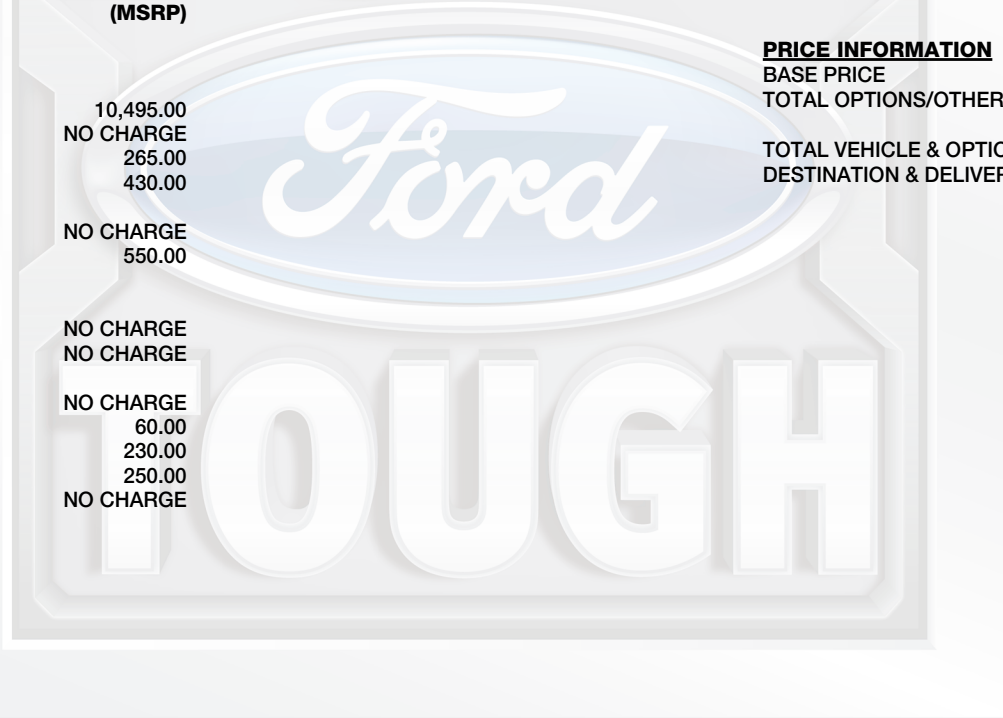 (MSRP)
10,495.00
NO CHARGE
265.00
430.00
NO CHARGE
550.00
NO CHARGE
NO CHARGE
NO CHARGE
60.00
230.00
250.00
NO CHARGE
PRICE INFORMATION
BASE PRICE
TOTAL OPTIONS/OTHER
TOTAL VEHICLE & OPTIO
DESTINATION & DELIVER
Ford
TOUGH